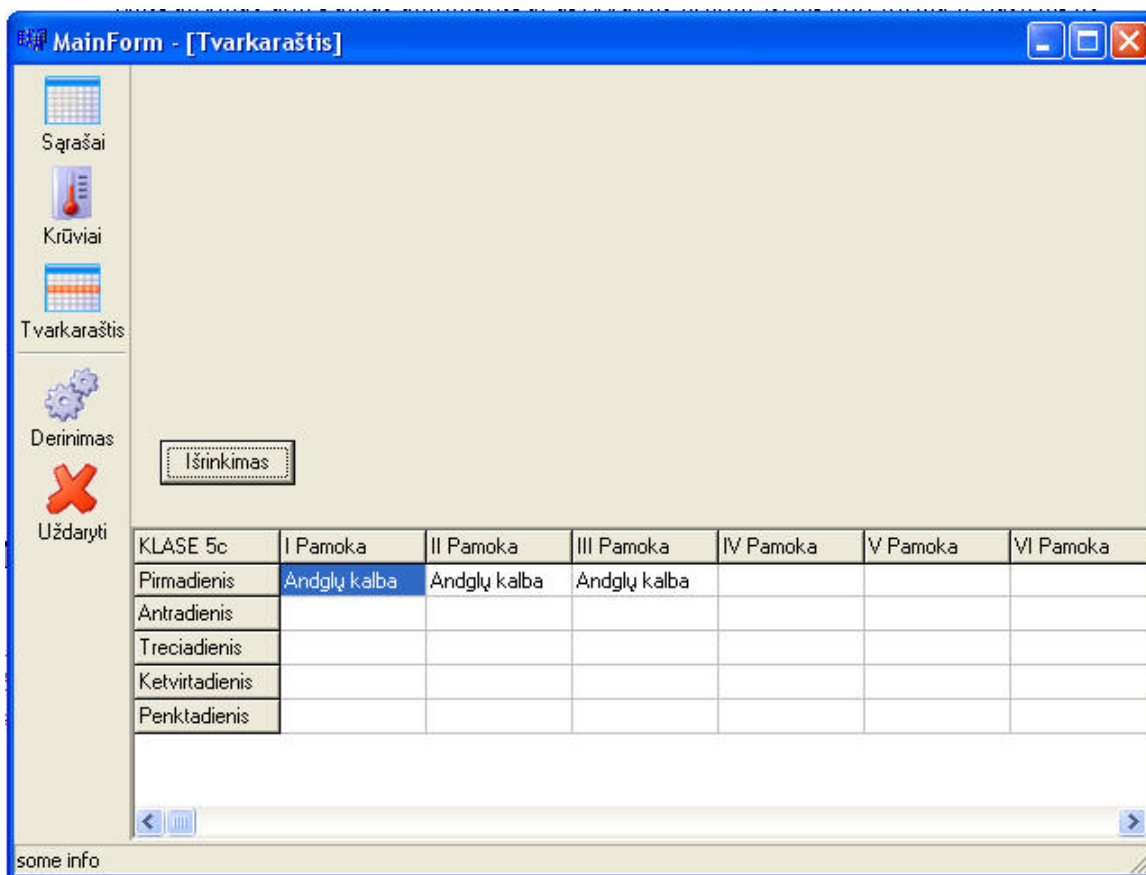 MainForm - [Tvarkaraštis]
Sąrašai
Krūviai
Tvarkaraštis
Derinimas
Uždaryti
Išrinkimas
KLASE 5c I Pamoka II Pamoka III Pamoka IV Pamoka V Pamoka VI Pamoka
Pirmadienis Andglų kalba Andglų kalba Andglų kalba
Antradienis
Treciadienis
Ketvirtadienis
Penktadienis
some info